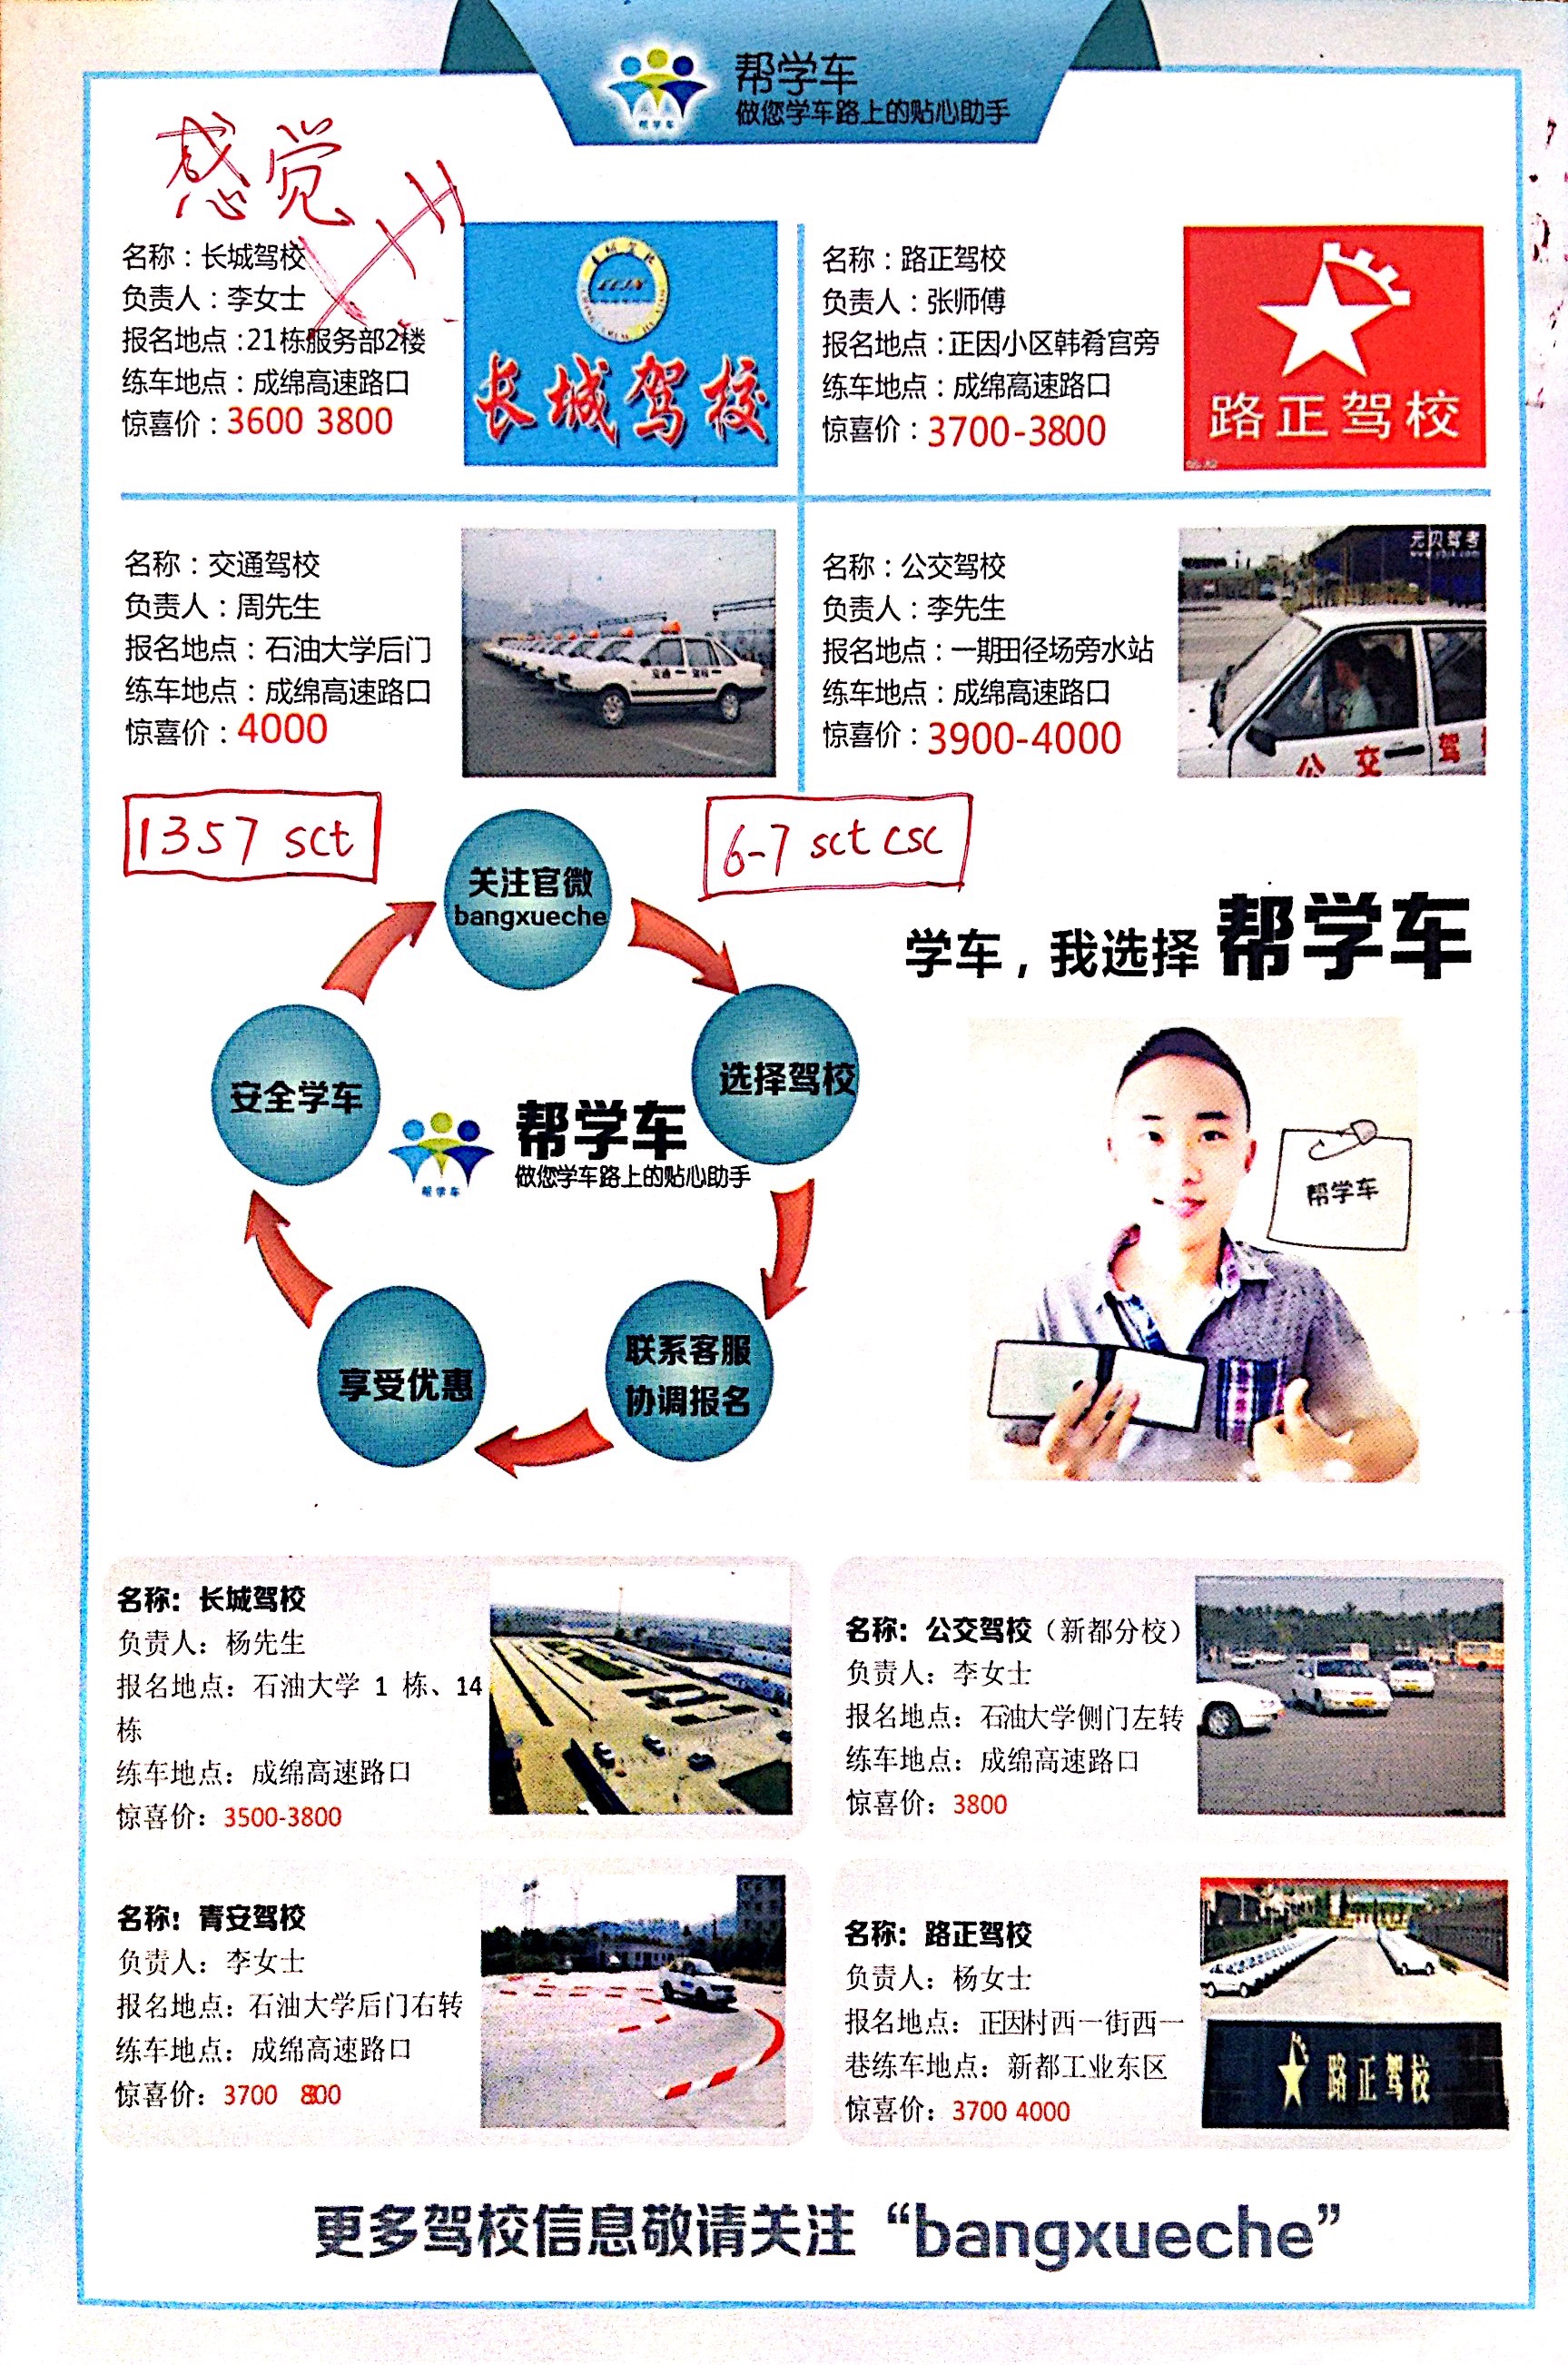 帮学车
做您学车路上的贴心助手
帮学车
感觉
名称：长城驾校
负责人：李女士
报名地点：21栋服务部2楼
练车地点：成绵高速路口
惊喜价：3600 3800
长城驾校
名称：路正驾校
负责人：张师傅
报名地点：正因小区韩肴宫旁
练车地点：成绵高速路口
惊喜价：3700-3800
路正驾校
名称：交通驾校
负责人：周先生
报名地点：石油大学后门
练车地点：成绵高速路口
惊喜价：4000
名称：公交驾校
负责人：李先生
报名地点：一期田径场旁水站
练车地点：成绵高速路口
惊喜价：3900-4000
元贝驾考
公交一驾
1357 sct
6-7 sct csc
关注官微
bangxueche
选择驾校
联系客服
协调报名
享受优惠
安全学车
帮学车
做您学车路上的贴心助手
帮学车
学车，我选择 帮学车
帮学车
名称：长城驾校
负责人：杨先生
报名地点：石油大学 1 栋、14
栋
练车地点：成绵高速路口
惊喜价：3500-3800
名称：公交驾校（新都分校）
负责人：李女士
报名地点：石油大学侧门左转
练车地点：成绵高速路口
惊喜价：3800
名称：青安驾校
负责人：李女士
报名地点：石油大学后门右转
练车地点：成绵高速路口
惊喜价：3700
名称：路正驾校
负责人：杨女士
报名地点：正因村西一街西一
巷练车地点：新都工业东区
惊喜价：3700 4000
路正驾校
更多驾校信息敬请关注“bangxueche”